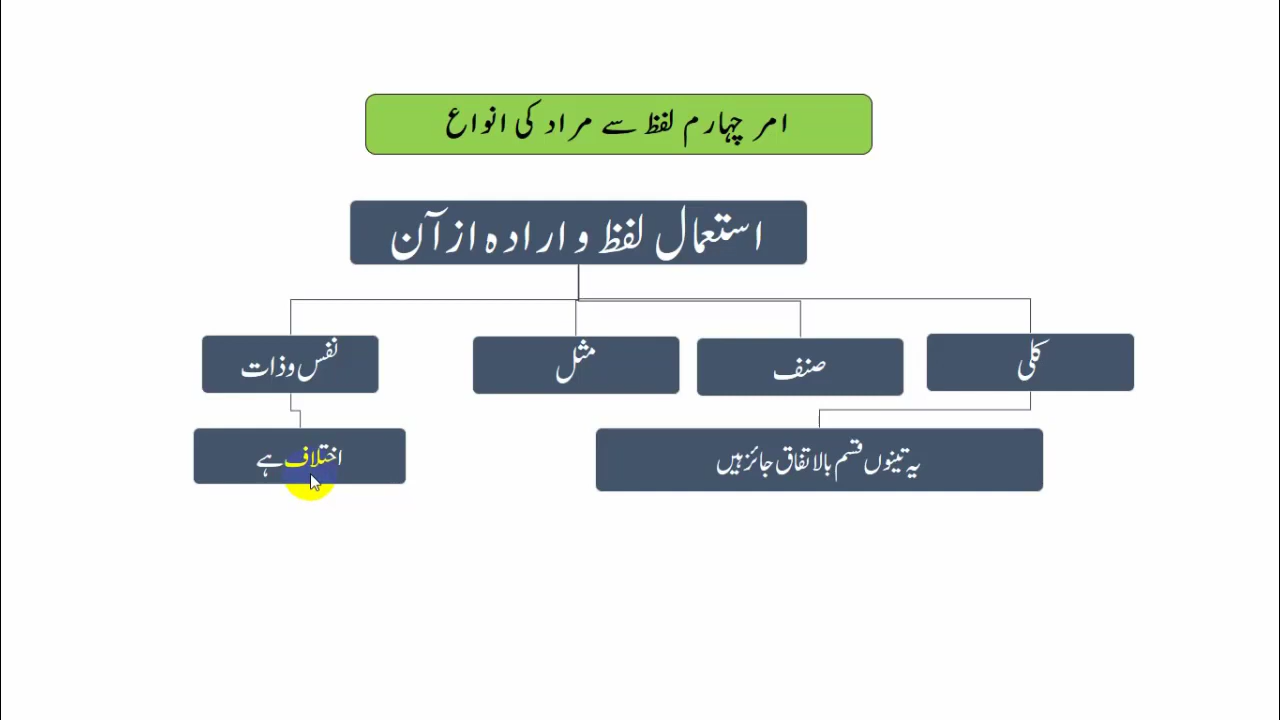 امر چہارم لفظ سے مراد کی انواع
استعمال لفظ و ارادہ از آن
کلی
صنف
مثل
نفس و ذات
یہ تینوں قسم بالاتفاق جائز ہیں
اختلاف ہے